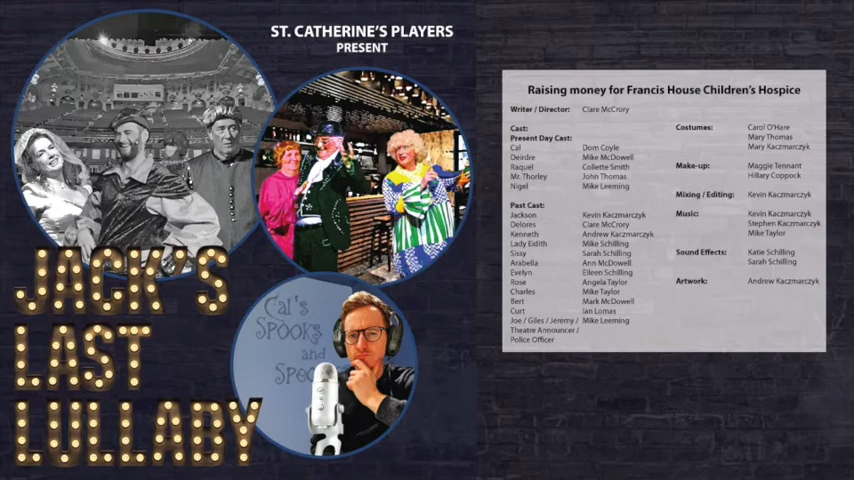 ST. CATHERINE'S PLAYERS
PRESENT
JACK'S
LAST
LULLABY
Cal's
SPOOKS
and
Raising money for Francis House Children's Hospice
Writer / Director: Clare McCrory
Cast:
Present Day Cast:
Cal Dom Coyle
Deirdre Mike McDowell
Raquel Collette Smith
Mr. Thorley John Thomas
Nigel Mike Leeming
Past Cast:
Jackson Kevin Kaczmarczyk
Delores Clare McCrory
Kenneth Andrew Kaczmarczyk
Lady Eidith Mike Schilling
Sissy Sarah Schilling
Arabella Ann McDowell
Evelyn Eileen Schilling
Rose Angela Taylor
Charles Mike Taylor
Bert Mark McDowell
Curt Ian Lomas
Joe / Giles / Jeremy / Mike Leeming
Theatre Announcer /
Police Officer
Costumes: Carol O'Hare
Mary Thomas
Mary Kaczmarczyk
Make-up: Maggie Tennant
Hillary Coppock
Mixing / Editing: Kevin Kaczmarczyk
Music: Kevin Kaczmarczyk
Stephen Kaczmarczyk
Mike Taylor
Sound Effects: Katie Schilling
Sarah Schilling
Artwork: Andrew Kaczmarczyk